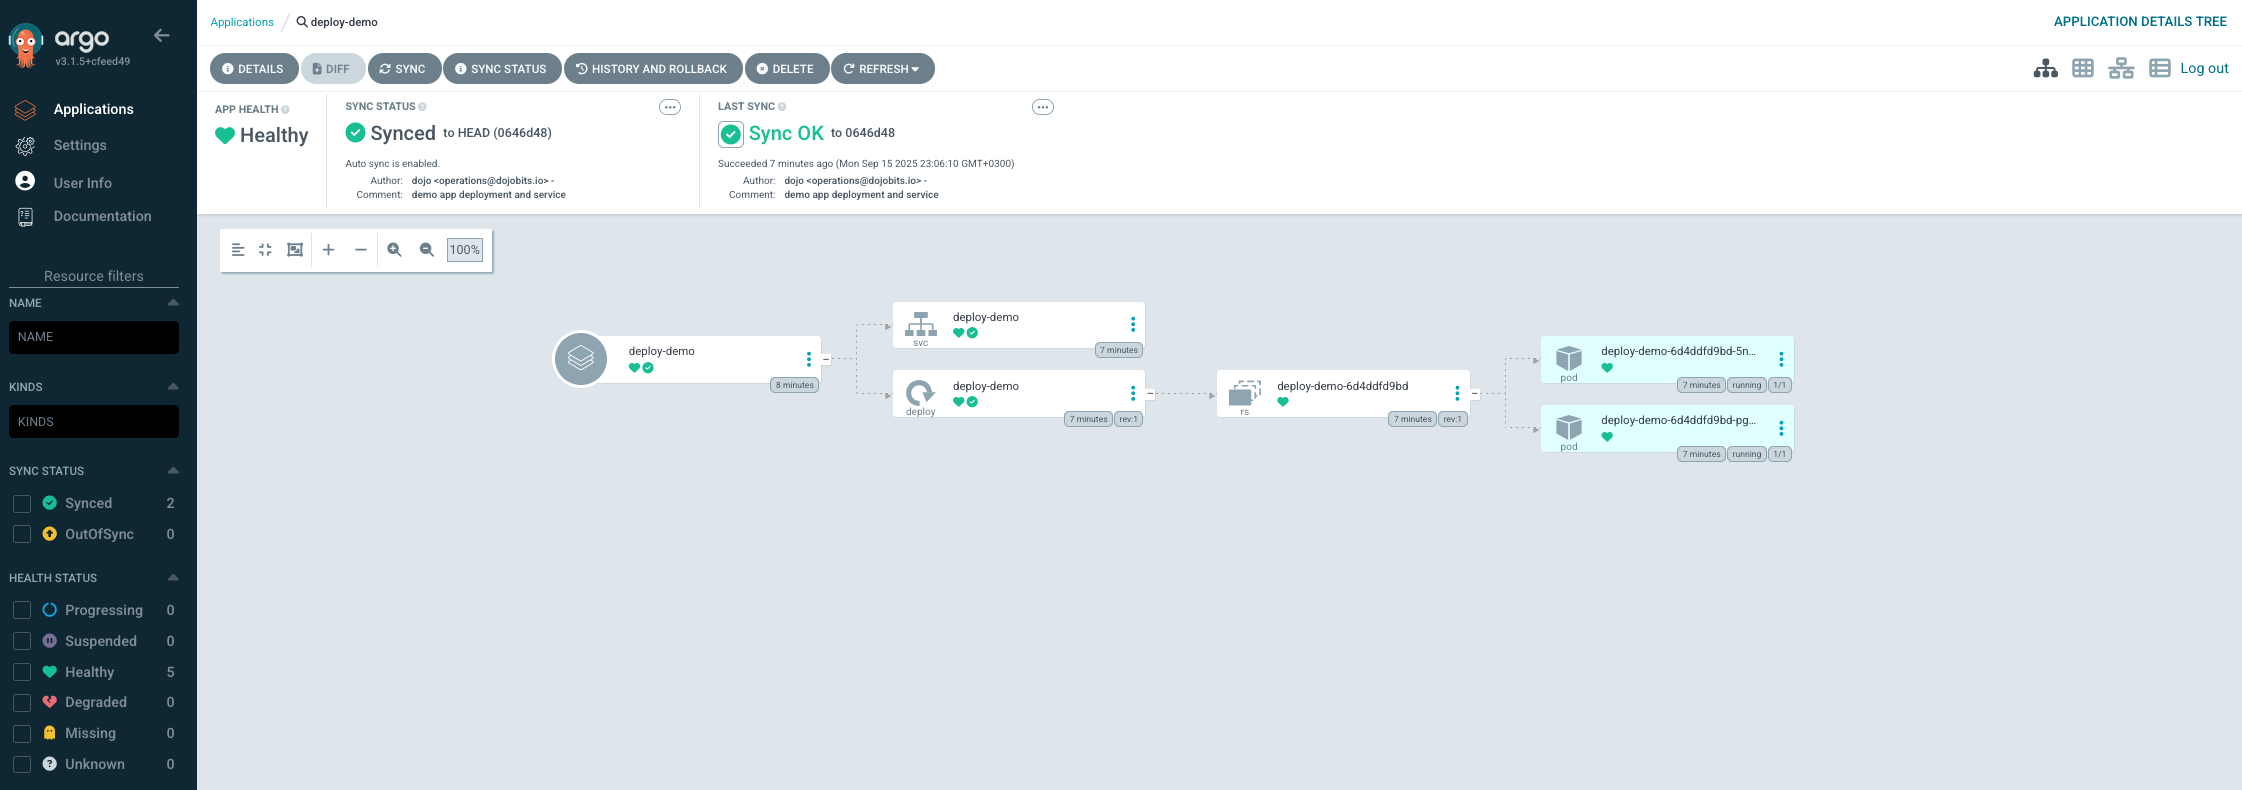 argo
v3.1.5+cfeed49
Applications
Settings
User Info
Documentation
Resource filters
NAME
NAME
KINDS
KINDS
SYNC STATUS
Synced 2
OutOfSync 0
HEALTH STATUS
Progressing 0
Suspended 0
Healthy 5
Degraded 0
Missing 0
Unknown 0
Applications / deploy-demo
APPLICATION DETAILS TREE
DETAILS DIFF SYNC SYNC STATUS HISTORY AND ROLLBACK DELETE REFRESH
Log out
APP HEALTH
Healthy
SYNC STATUS
Synced to HEAD (0646d48)
Auto sync is enabled.
Author: dojo <operations@dojobits.io> -
Comment: demo app deployment and service
LAST SYNC
Sync OK to 0646d48
Succeeded 7 minutes ago (Mon Sep 15 2025 23:06:10 GMT+0300)
Author: dojo <operations@dojobits.io> -
Comment: demo app deployment and service
100%
deploy-demo
8 minutes
svc
deploy-demo
7 minutes
deploy
deploy-demo
7 minutes rev:1
rs
deploy-demo-6d4ddfd9bd
7 minutes rev:1
pod
deploy-demo-6d4ddfd9bd-5n...
7 minutes running 1/1
pod
deploy-demo-6d4ddfd9bd-pg...
7 minutes running 1/1